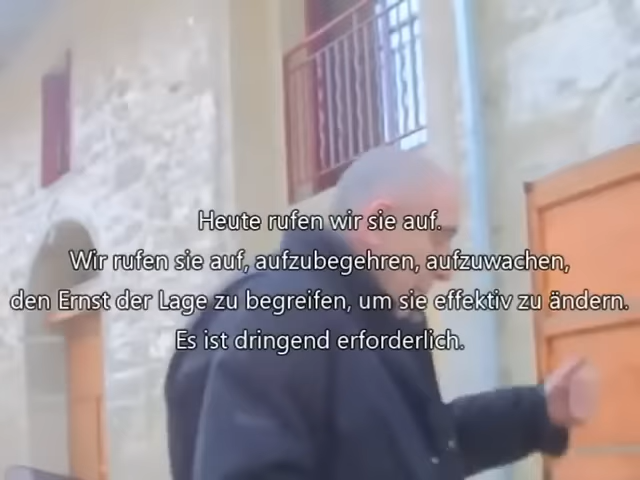 Heute rufen wir sie auf.
Wir rufen sie auf, aufzubegehren, aufzuwachen,
den Ernst der Lage zu begreifen, um sie effektiv zu ändern.
Es ist dringend erforderlich.